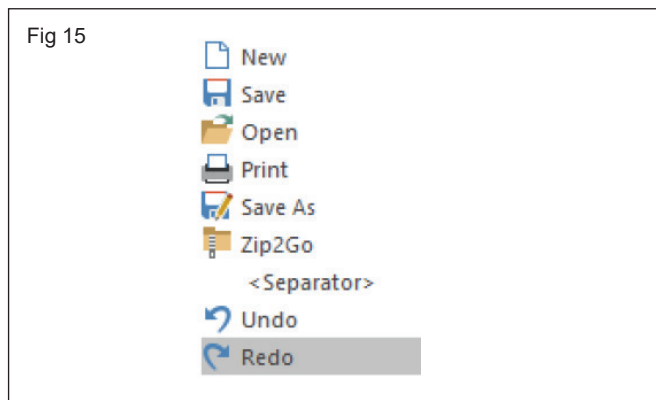 Fig 15
New
Save
Open
Print
Save As
Zip2Go
<Separator>
Undo
Redo